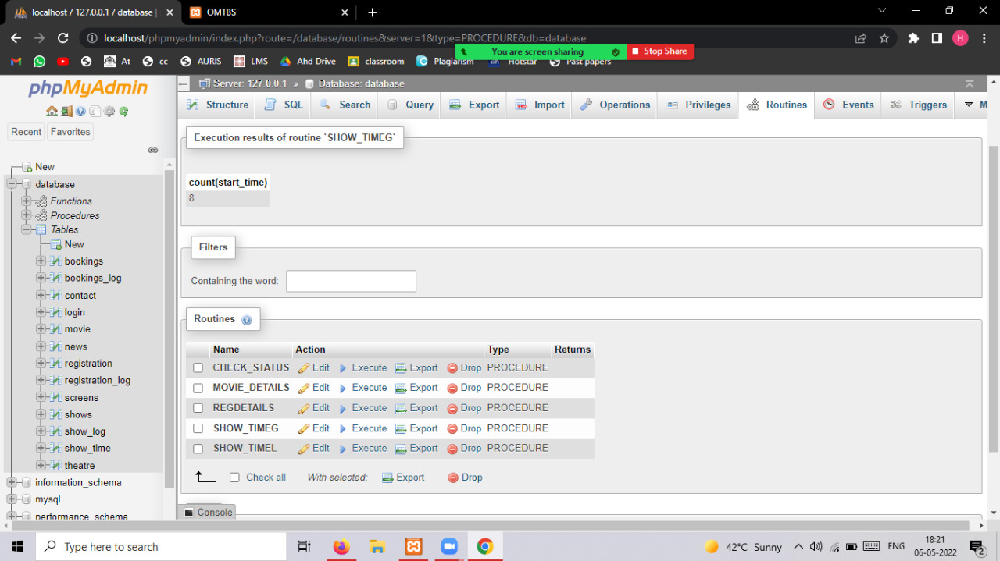 localhost / 127.0.0.1 / database |
OMTBS
localhost/phpmyadmin/index.php?route=/database/routines&server=1&type=PROCEDURE&db=database
H
You are screen sharing
Stop Share
At
cc
AURIS
LMS
Ahd Drive
classroom
Plagiarism
Hotstar
Past papers
phpMyAdmin
Recent
Favorites
New
database
Functions
Procedures
Tables
New
bookings
bookings_log
contact
login
movie
news
registration
registration_log
screens
shows
show_log
show_time
theatre
information_schema
mysql
performance_schema
Server: 127.0.0.1 » Database: database
Structure
SQL
Search
Query
Export
Import
Operations
Privileges
Routines
Events
Triggers
M
Execution results of routine `SHOW_TIMEG`
count(start_time)
8
Filters
Containing the word:
Routines
Name Action Type Returns
CHECK_STATUS Edit Execute Export Drop PROCEDURE
MOVIE_DETAILS Edit Execute Export Drop PROCEDURE
REGDETAILS Edit Execute Export Drop PROCEDURE
SHOW_TIMEG Edit Execute Export Drop PROCEDURE
SHOW_TIMEL Edit Execute Export Drop PROCEDURE
Check all With selected: Export Drop
Console
Type here to search
42°C Sunny
ENG
18:21
06-05-2022
2